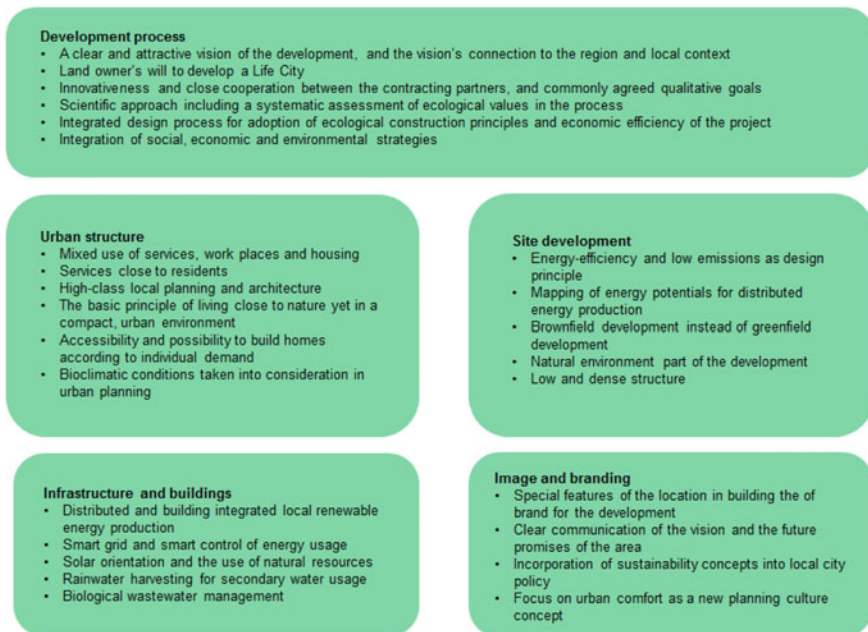 Development process
• A clear and attractive vision of the development, and the vision's connection to the region and local context
• Land owner's will to develop a Life City
• Innovativeness and close cooperation between the contracting partners, and commonly agreed qualitative goals
• Scientific approach including a systematic assessment of ecological values in the process
• Integrated design process for adoption of ecological construction principles and economic efficiency of the project
• Integration of social, economic and environmental strategies
Urban structure
• Mixed use of services, work places and housing
• Services close to residents
• High-class local planning and architecture
• The basic principle of living close to nature yet in a
compact, urban environment
• Accessibility and possibility to build homes
according to individual demand
• Bioclimatic conditions taken into consideration in
urban planning
Site development
• Energy-efficiency and low emissions as design
principle
• Mapping of energy potentials for distributed
energy production
• Brownfield development instead of greenfield
development
• Natural environment part of the development
• Low and dense structure
Infrastructure and buildings
• Distributed and building integrated local renewable
energy production
• Smart grid and smart control of energy usage
• Solar orientation and the use of natural resources
• Rainwater harvesting for secondary water usage
• Biological wastewater management
Image and branding
• Special features of the location in building the of
brand for the development
• Clear communication of the vision and the future
promises of the area
• Incorporation of sustainability concepts into local city
policy
• Focus on urban comfort as a new planning culture
concept